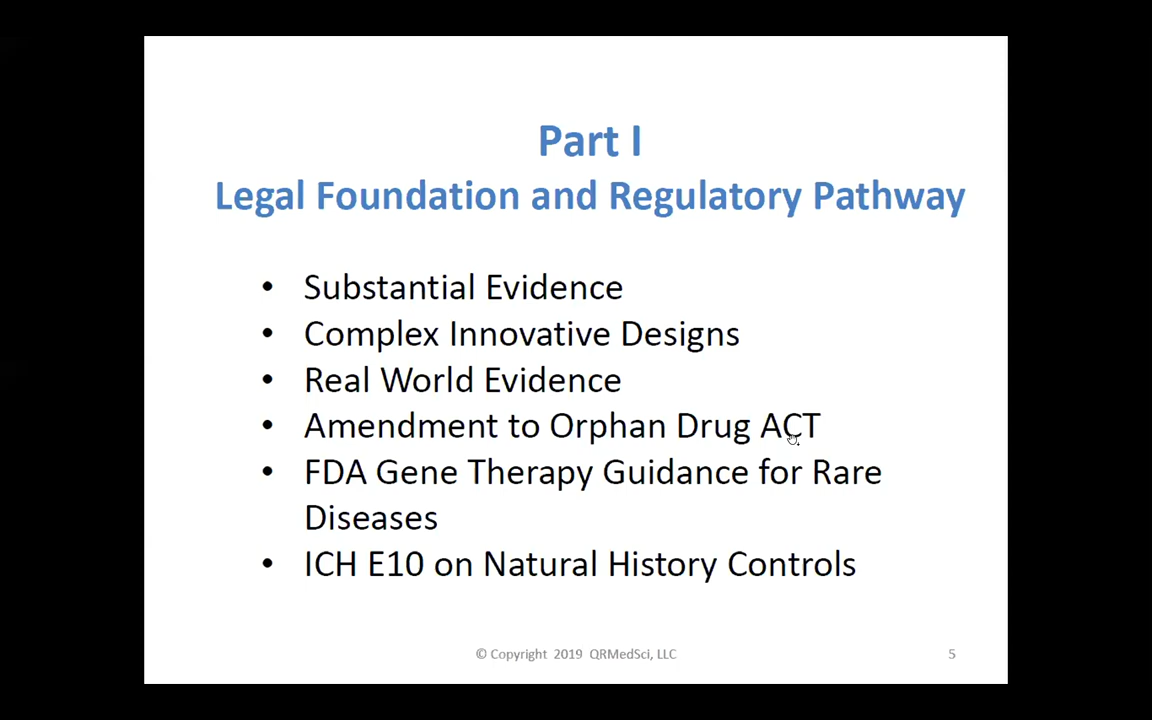 Part I
Legal Foundation and Regulatory Pathway
• Substantial Evidence
• Complex Innovative Designs
• Real World Evidence
• Amendment to Orphan Drug ACT
• FDA Gene Therapy Guidance for Rare
Diseases
• ICH E10 on Natural History Controls
© Copyright 2019 QRMedSci, LLC
5